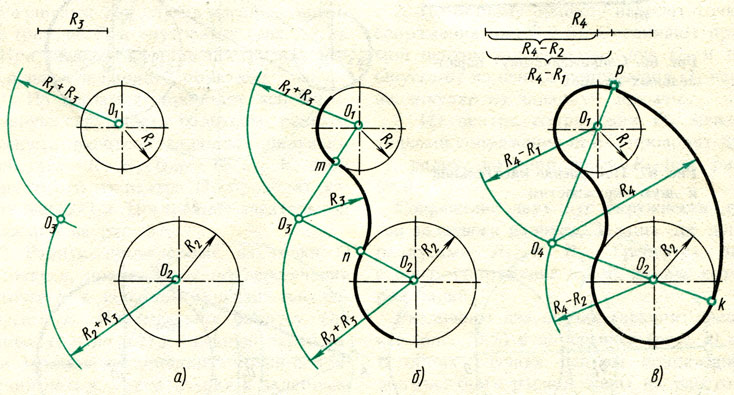 R₃
R₁+R₃
O₁
R₁
O₃
R₂
O₂
R₂+R₃
а)
R₁+R₃
O₁
R₁
m
R₃
O₃
n
R₂
O₂
R₂+R₃
б)
R₄
R₄−R₂
R₄−R₁
p
O₁
R₁
R₄−R₁
R₄
O₄
R₂
O₂
R₄−R₂
k
в)